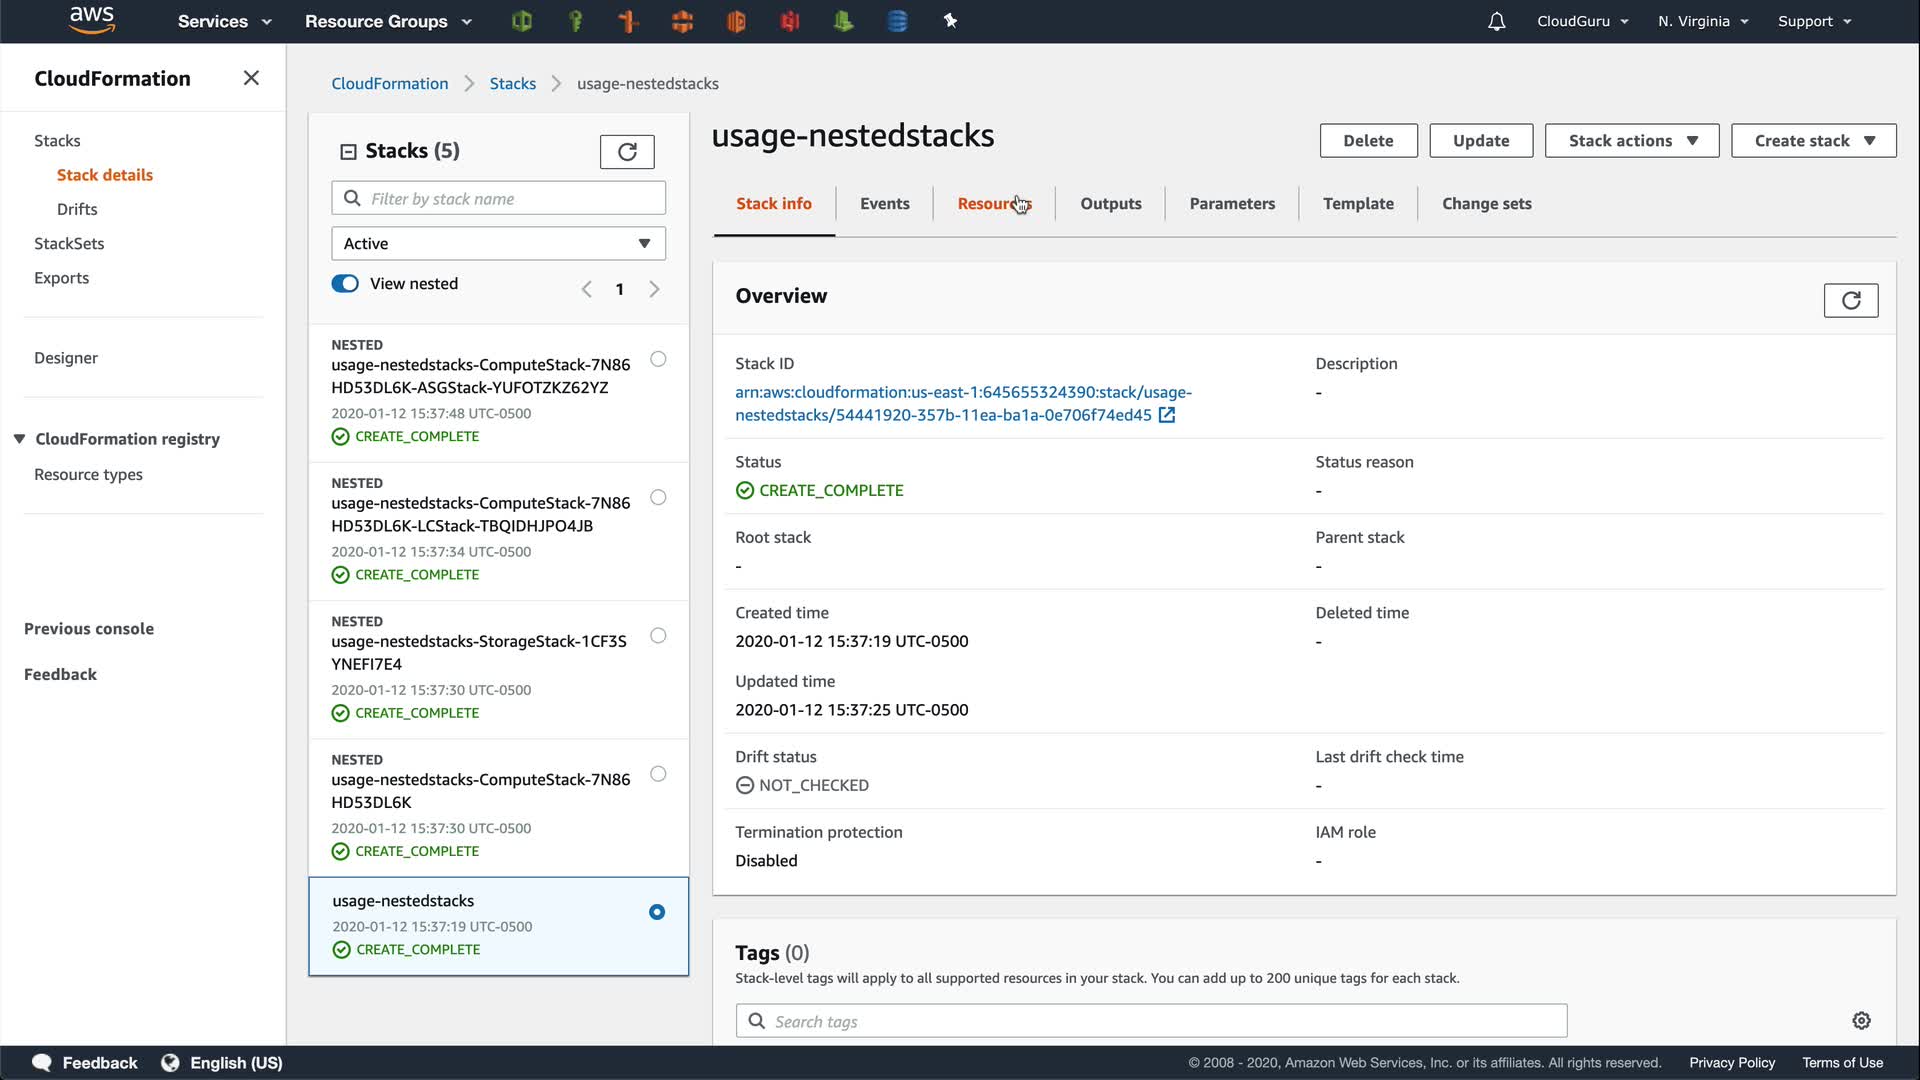 aws
Services
Resource Groups
CloudGuru
N. Virginia
Support
CloudFormation
Stacks
Stack details
Drifts
StackSets
Exports
Designer
CloudFormation registry
Resource types
Previous console
Feedback
CloudFormation
Stacks
usage-nestedstacks
Stacks (5)
Filter by stack name
Active
View nested
1
NESTED
usage-nestedstacks-ComputeStack-7N86
HD53DL6K-ASGStack-YUFOTZKZ62YZ
2020-01-12 15:37:48 UTC-0500
CREATE_COMPLETE
NESTED
usage-nestedstacks-ComputeStack-7N86
HD53DL6K-LCStack-TBQIDHJPO4JB
2020-01-12 15:37:34 UTC-0500
CREATE_COMPLETE
NESTED
usage-nestedstacks-StorageStack-1CF3S
YNEFI7E4
2020-01-12 15:37:30 UTC-0500
CREATE_COMPLETE
NESTED
usage-nestedstacks-ComputeStack-7N86
HD53DL6K
2020-01-12 15:37:30 UTC-0500
CREATE_COMPLETE
usage-nestedstacks
2020-01-12 15:37:19 UTC-0500
CREATE_COMPLETE
usage-nestedstacks
Delete
Update
Stack actions
Create stack
Stack info
Events
Resources
Outputs
Parameters
Template
Change sets
Overview
Stack ID
arn:aws:cloudformation:us-east-1:645655324390:stack/usage-
nestedstacks/54441920-357b-11ea-ba1a-0e706f74ed45
Description
-
Status
CREATE_COMPLETE
Status reason
-
Root stack
-
Parent stack
-
Created time
2020-01-12 15:37:19 UTC-0500
Deleted time
-
Updated time
2020-01-12 15:37:25 UTC-0500
Drift status
NOT_CHECKED
Last drift check time
-
Termination protection
Disabled
IAM role
-
Tags (0)
Stack-level tags will apply to all supported resources in your stack. You can add up to 200 unique tags for each stack.
Search tags
Feedback
English (US)
© 2008 - 2020, Amazon Web Services, Inc. or its affiliates. All rights reserved.
Privacy Policy
Terms of Use